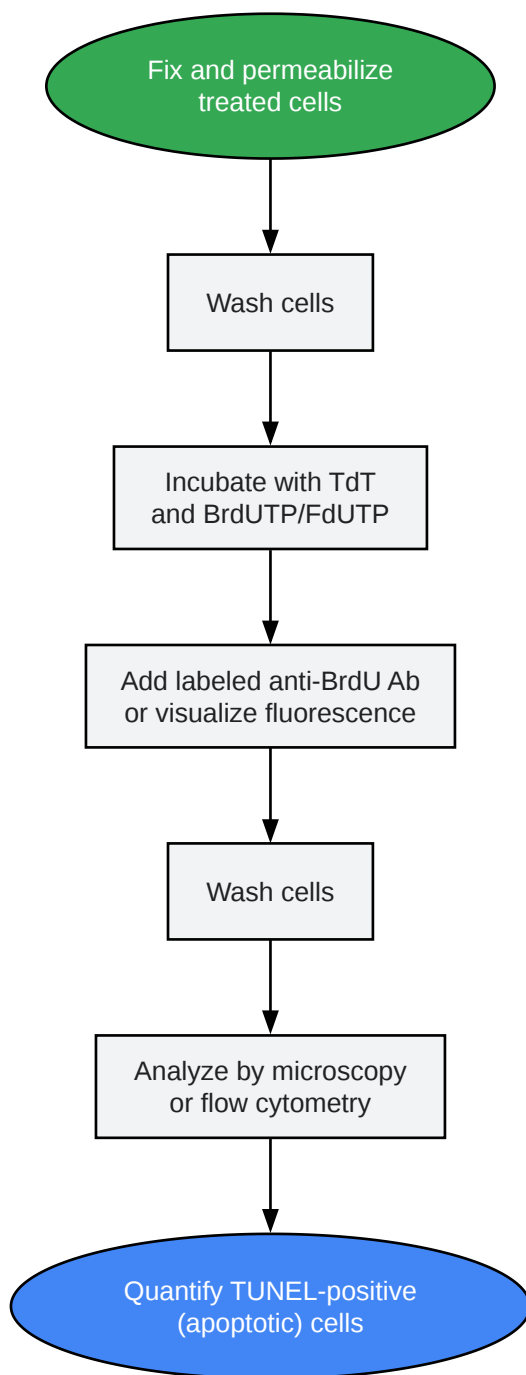 Fix and permeabilize
treated cells
Wash cells
Incubate with TdT
and BrdUTP/FdUTP
Add labeled anti-BrdU Ab
or visualize fluorescence
Wash cells
Analyze by microscopy
or flow cytometry
Quantify TUNEL-positive
(apoptotic) cells